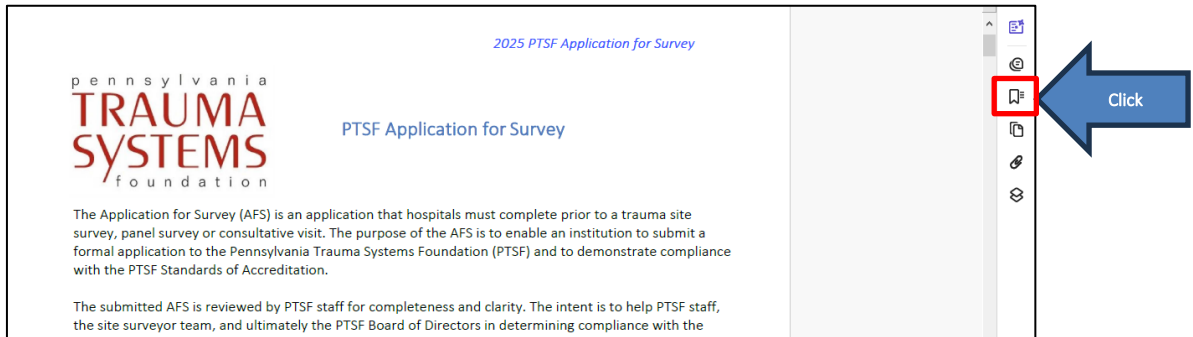 2025 PTSF Application for Survey
pennsylvania
TRAUMA
SYSTEMS
foundation
PTSF Application for Survey
Click
The Application for Survey (AFS) is an application that hospitals must complete prior to a trauma site
survey, panel survey or consultative visit. The purpose of the AFS is to enable an institution to submit a
formal application to the Pennsylvania Trauma Systems Foundation (PTSF) and to demonstrate compliance
with the PTSF Standards of Accreditation.
The submitted AFS is reviewed by PTSF staff for completeness and clarity. The intent is to help PTSF staff,
the site surveyor team, and ultimately the PTSF Board of Directors in determining compliance with the